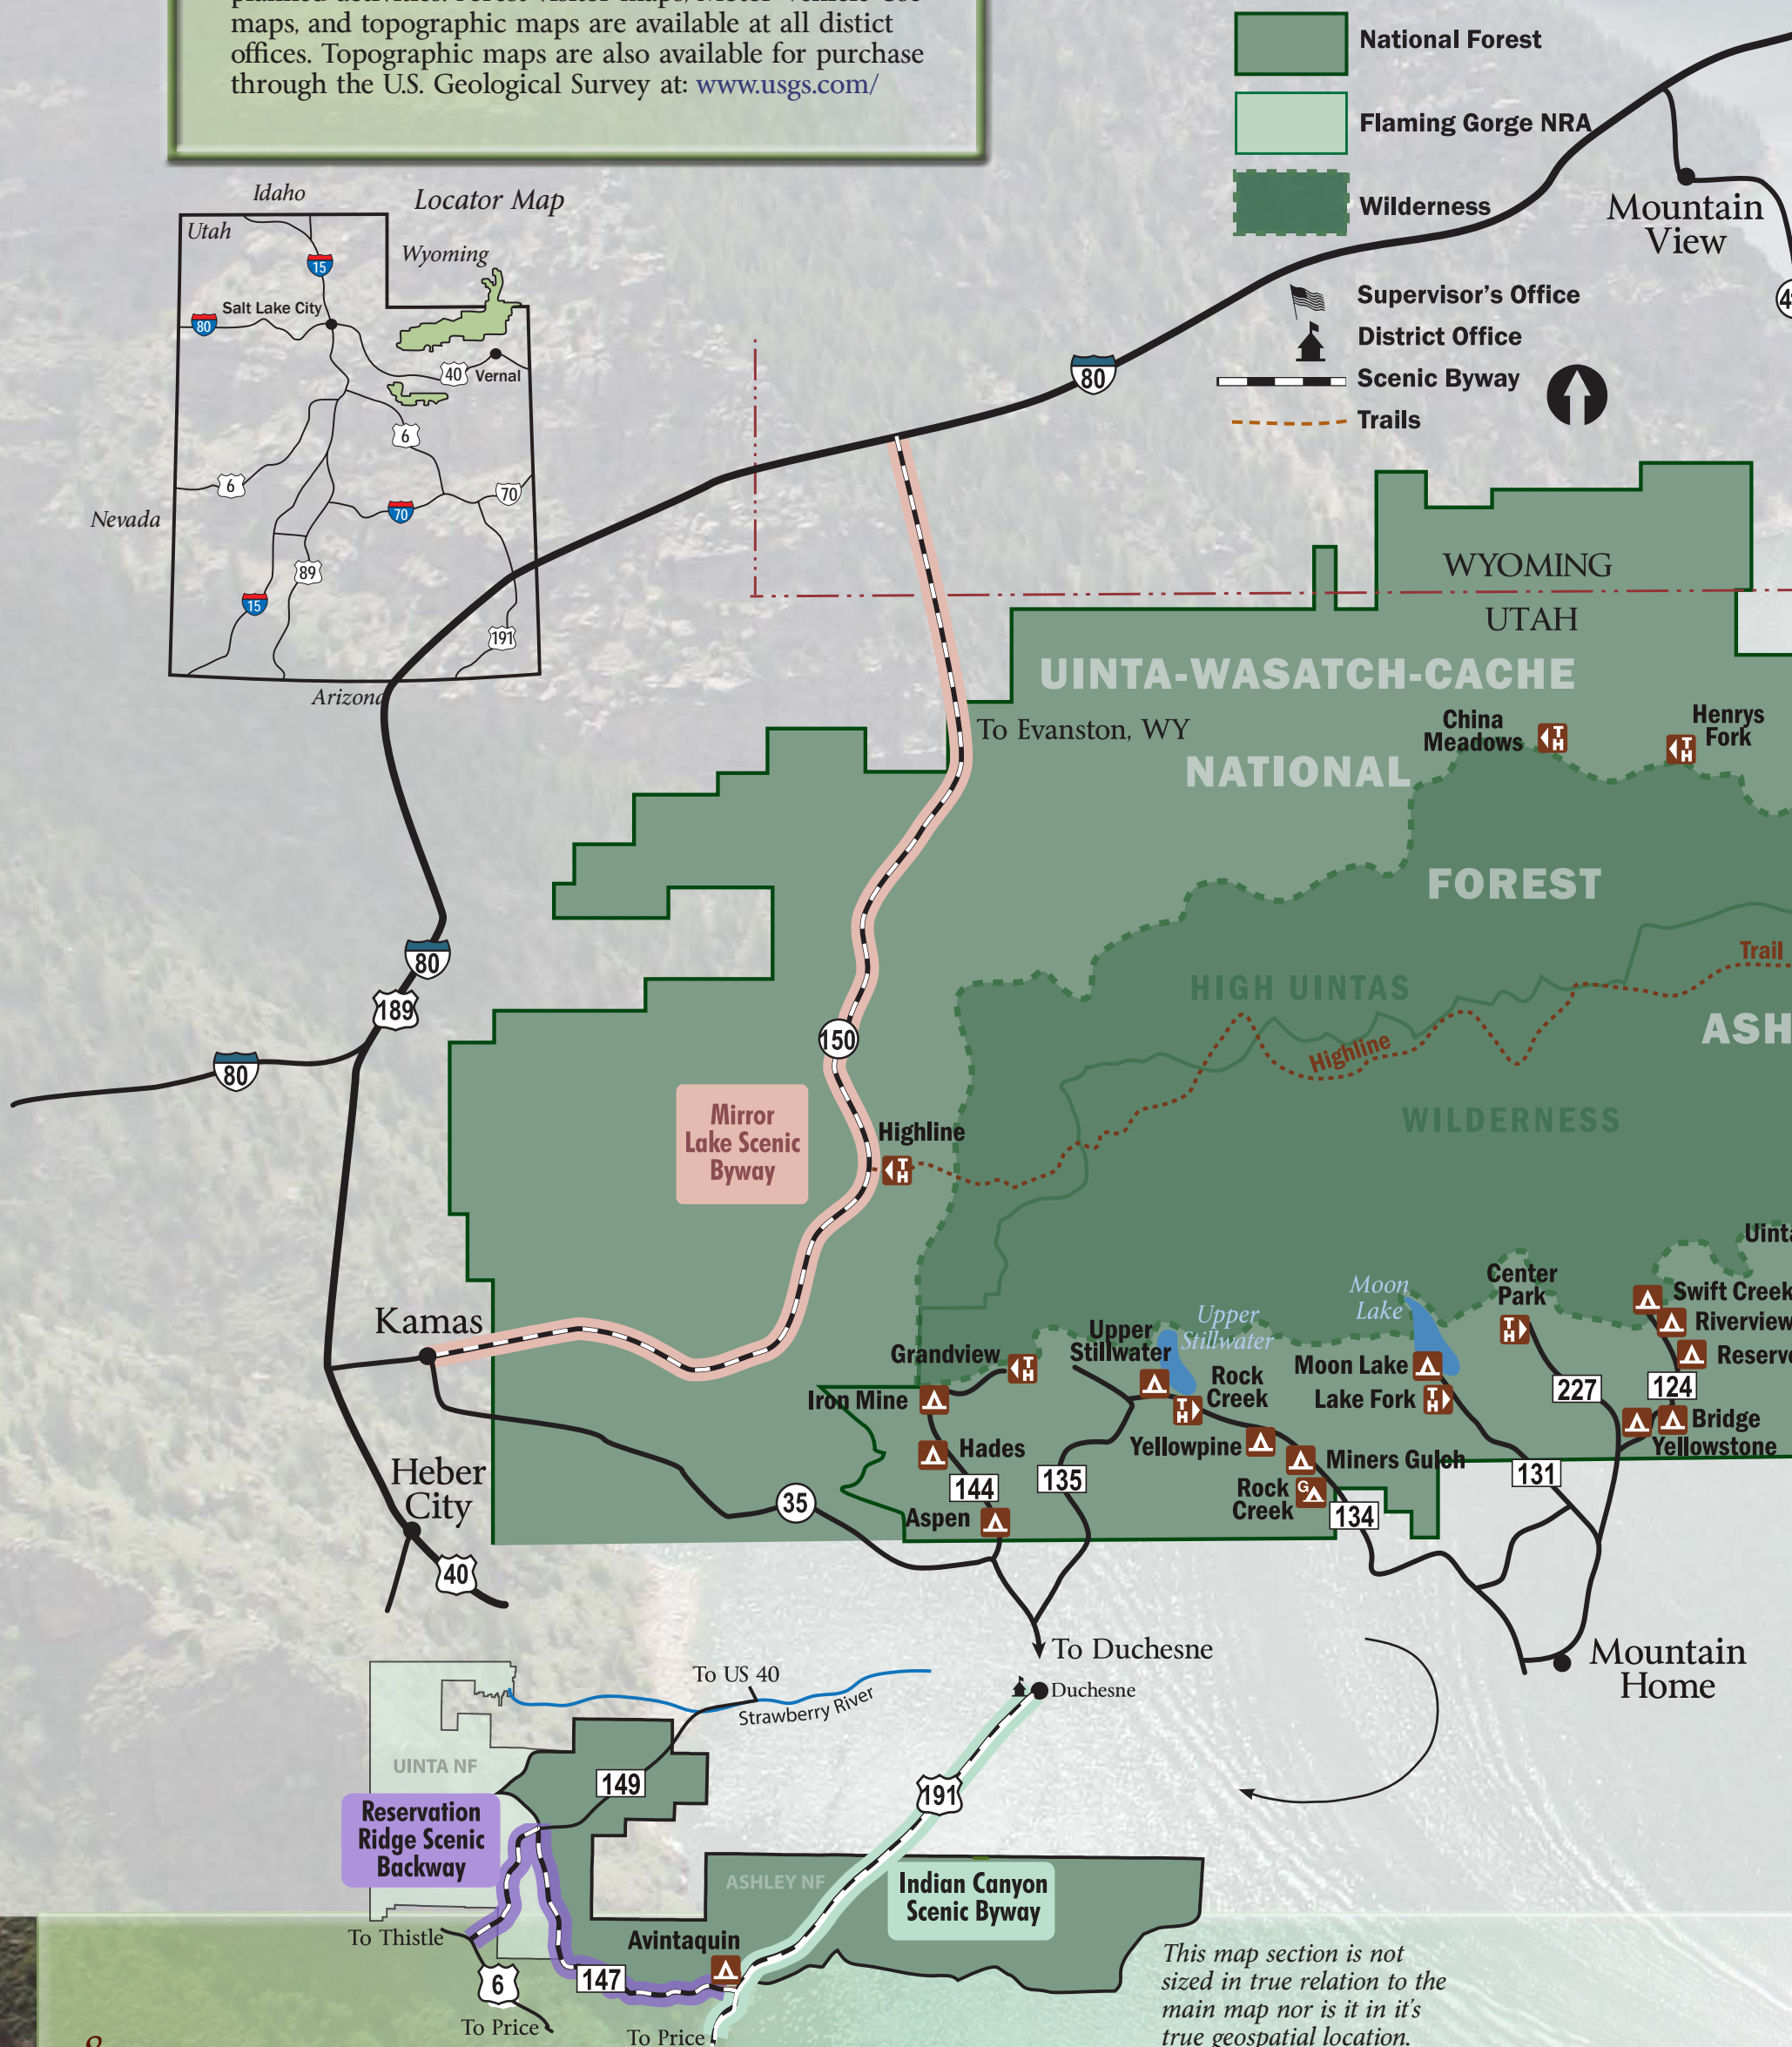 maps, and topographic maps are available at all distict
offices. Topographic maps are also available for purchase
through the U.S. Geological Survey at: www.usgs.com/
National Forest
Flaming Gorge NRA
Wilderness
Supervisor's Office
District Office
Scenic Byway
Trails
Mountain
View
Locator Map
Idaho
Utah
Wyoming
15
Salt Lake City
80
40
Vernal
6
6
70
70
Nevada
89
15
191
Arizona
80
WYOMING
UTAH
UINTA-WASATCH-CACHE
NATIONAL
FOREST
To Evanston, WY
China
Meadows
TH
Henrys
Fork
TH
80
189
80
HIGH UINTAS
WILDERNESS
Trail
Highline
ASH
150
Mirror
Lake Scenic
Byway
Highline
TH
Kamas
Moon
Lake
Upper
Stillwater
Center
Park
TH
Swift Creek
Riverview
Grandview
TH
Upper
Stillwater
Iron Mine
Rock
Creek
TH
Moon Lake
Lake Fork
TH
227
124
Bridge
Yellowstone
Hades
Yellowpine
Miners Gulch
144
135
Rock
Creek
G
131
134
Aspen
35
Heber
City
40
To Duchesne
Duchesne
Mountain
Home
To US 40
Strawberry River
UINTA NF
149
191
Reservation
Ridge Scenic
Backway
ASHLEY NF
Indian Canyon
Scenic Byway
To Thistle
Avintaquin
147
6
To Price
To Price
This map section is not
sized in true relation to the
main map nor is it in it's
true geospatial location.